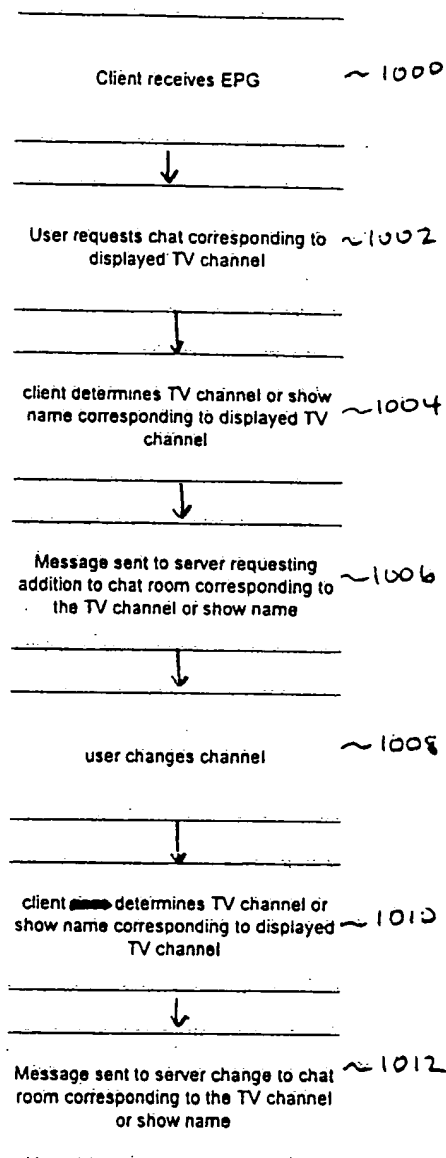 Client receives EPG ~ 1000
User requests chat corresponding to ~ 1002
displayed TV channel
client determines TV channel or show
name corresponding to displayed TV ~ 1004
channel
Message sent to server requesting
addition to chat room corresponding to ~ 1006
the TV channel or show name
user changes channel ~ 1008
client determines TV channel or
show name corresponding to displayed ~ 1010
TV channel
Message sent to server change to chat ~ 1012
room corresponding to the TV channel
or show name